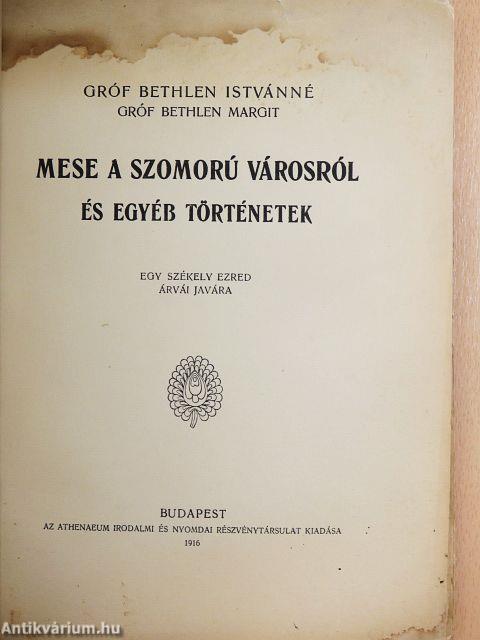 GRÓF BETHLEN ISTVÁNNÉ
GRÓF BETHLEN MARGIT
MESE A SZOMORÚ VÁROSRÓL
ÉS EGYÉB TÖRTÉNETEK
EGY SZÉKELY EZRED
ÁRVÁI JAVÁRA
BUDAPEST
AZ ATHENAEUM IRODALMI ÉS NYOMDAI RÉSZVÉNYTÁRSULAT KIADÁSA
1916
Antikvárium.hu